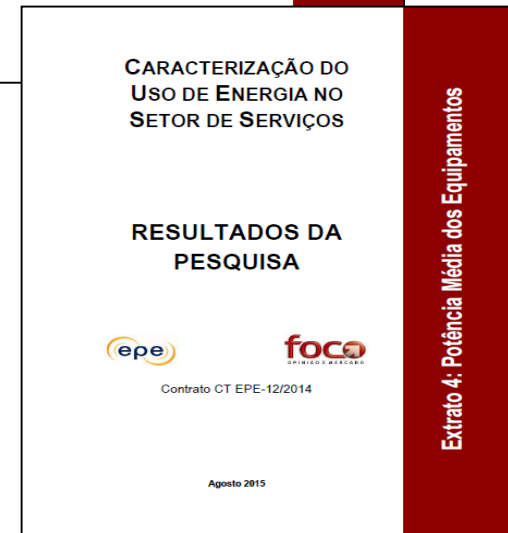 CARACTERIZAÇÃO DO
USO DE ENERGIA NO
SETOR DE SERVIÇOS
RESULTADOS DA
PESQUISA
epe
foco
OPINIÃO E MERCADO
Contrato CT EPE-12/2014
Agosto 2015
Extrato 4: Potência Média dos Equipamentos